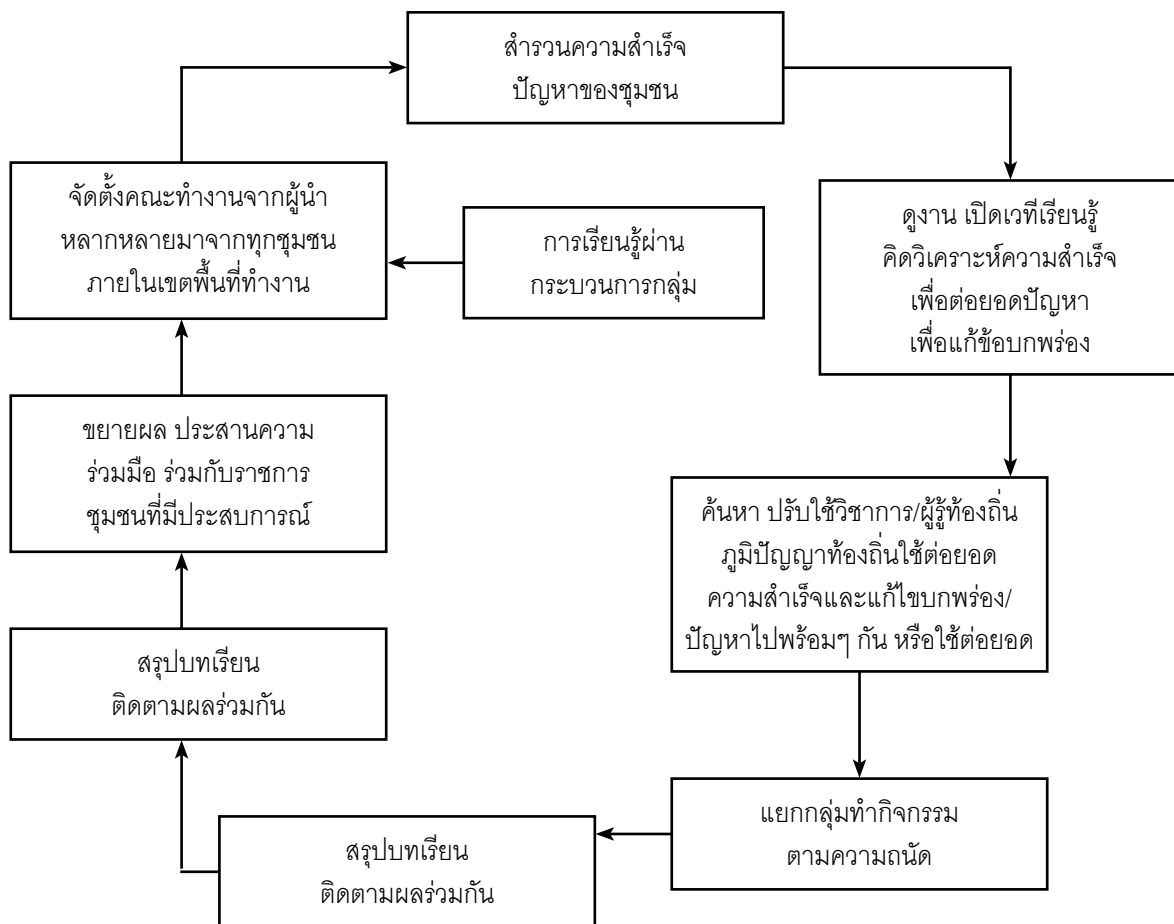 สำรวจความสำเร็จ
ปัญหาของชุมชน
จัดตั้งคณะทำงานจากผู้นำ
หลากหลายมาจากทุกชุมชน
ภายในเขตพื้นที่ทำงาน
การเรียนรู้ผ่าน
กระบวนการกลุ่ม
ดูงาน เปิดเวทีเรียนรู้
คิดวิเคราะห์ความสำเร็จ
เพื่อต่อยอดปัญหา
เพื่อแก้ข้อบกพร่อง
ขยายผล ประสานความ
ร่วมมือ ร่วมกับราชการ
ชุมชนที่มีประสบการณ์
ค้นหา ปรับใช้วิชาการ/ผู้รู้ท้องถิ่น
ภูมิปัญญาท้องถิ่นใช้ต่อยอด
ความสำเร็จและแก้ไขบกพร่อง/
ปัญหาไปพร้อมๆ กัน หรือใช้ต่อยอด
สรุปบทเรียน
ติดตามผลร่วมกัน
แยกกลุ่มทำกิจกรรม
ตามความถนัด
สรุปบทเรียน
ติดตามผลร่วมกัน